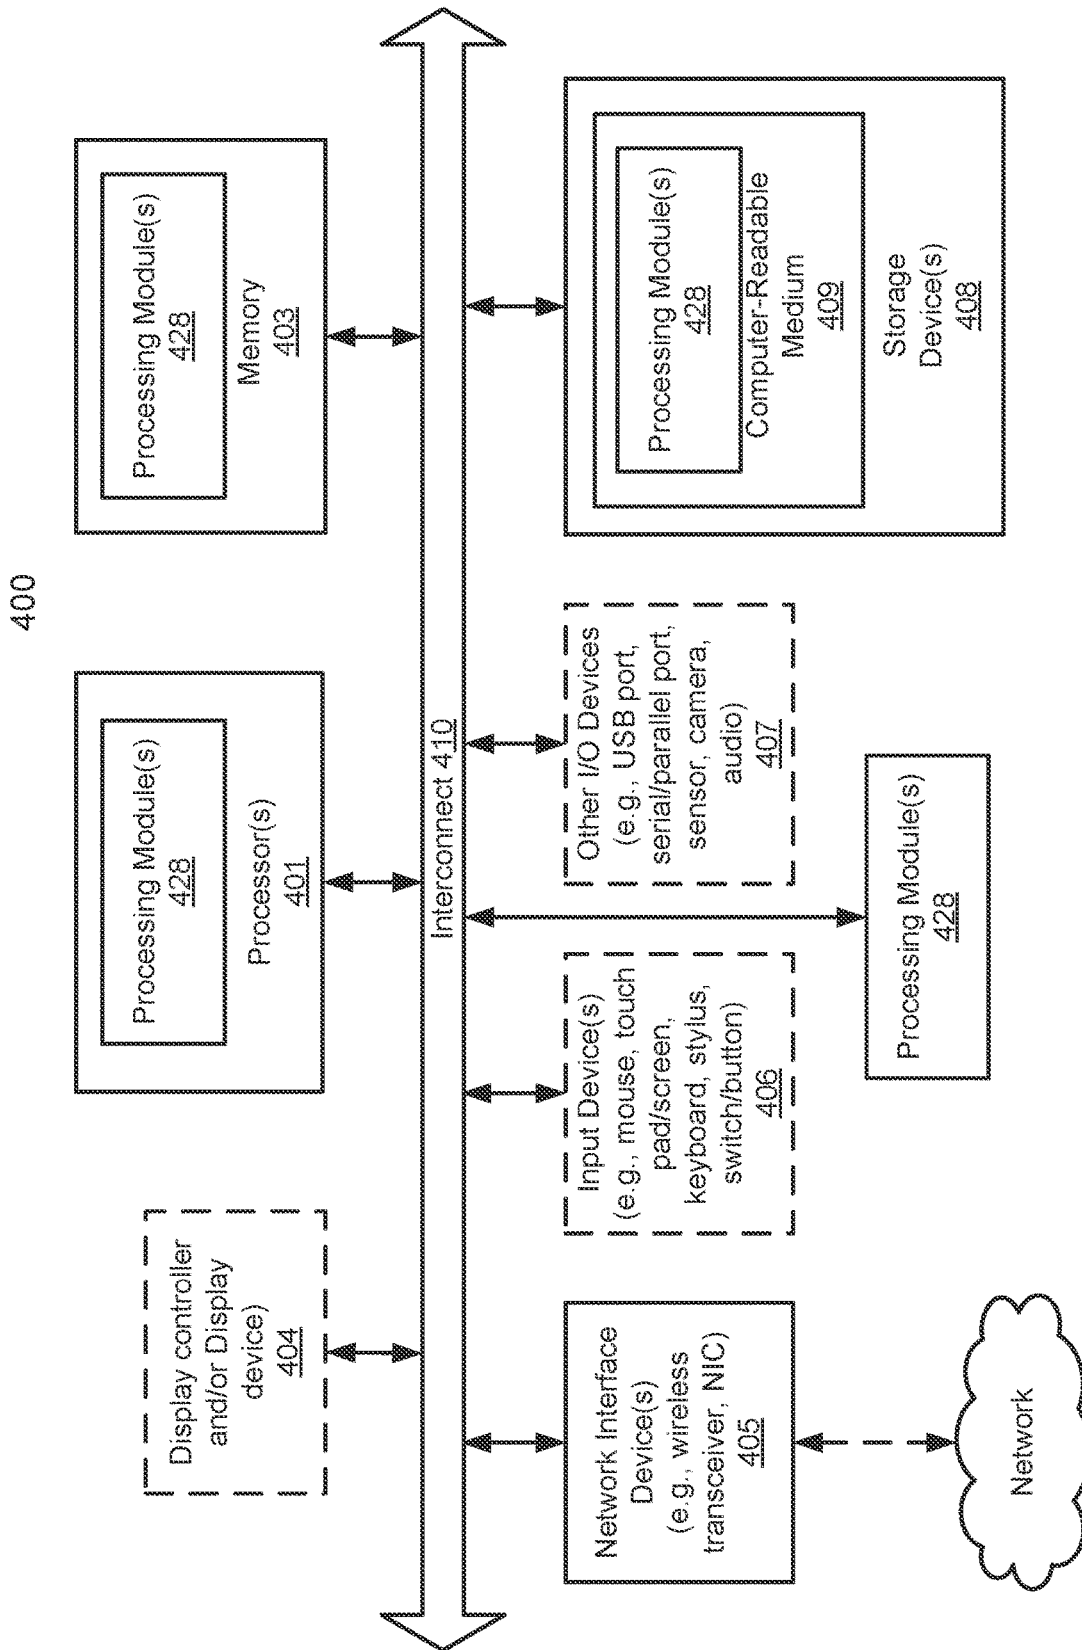 400
Display controller
and/or Display
device)
404
Processing Module(s)
428
Processor(s)
401
Processing Module(s)
428
Memory
403
Interconnect 410
Network Interface
Device(s)
(e.g., wireless
transceiver, NIC)
405
Input Device(s)
(e.g., mouse, touch
pad/screen,
keyboard, stylus,
switch/button)
406
Other I/O Devices
(e.g., USB port,
serial/parallel port,
sensor, camera,
audio)
407
Processing Module(s)
428
Computer-Readable
Medium
409
Storage
Device(s)
408
Processing Module(s)
428
Network